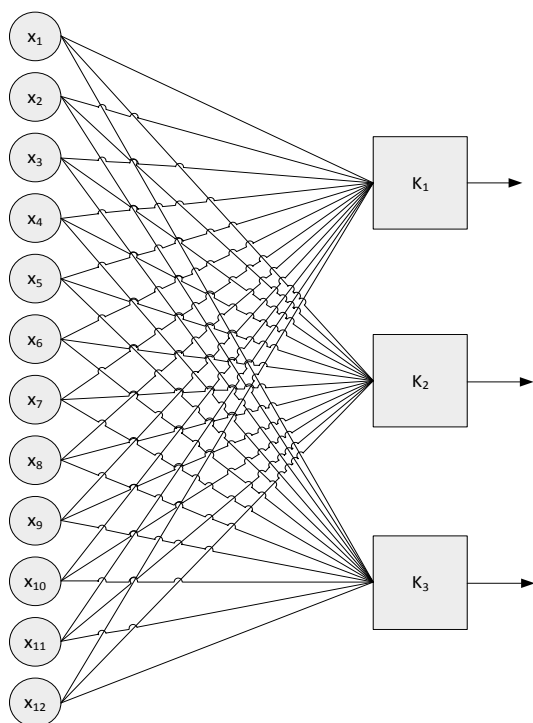 x₁
x₂
x₃
x₄
x₅
x₆
x₇
x₈
x₉
x₁₀
x₁₁
x₁₂
K₁
K₂
K₃